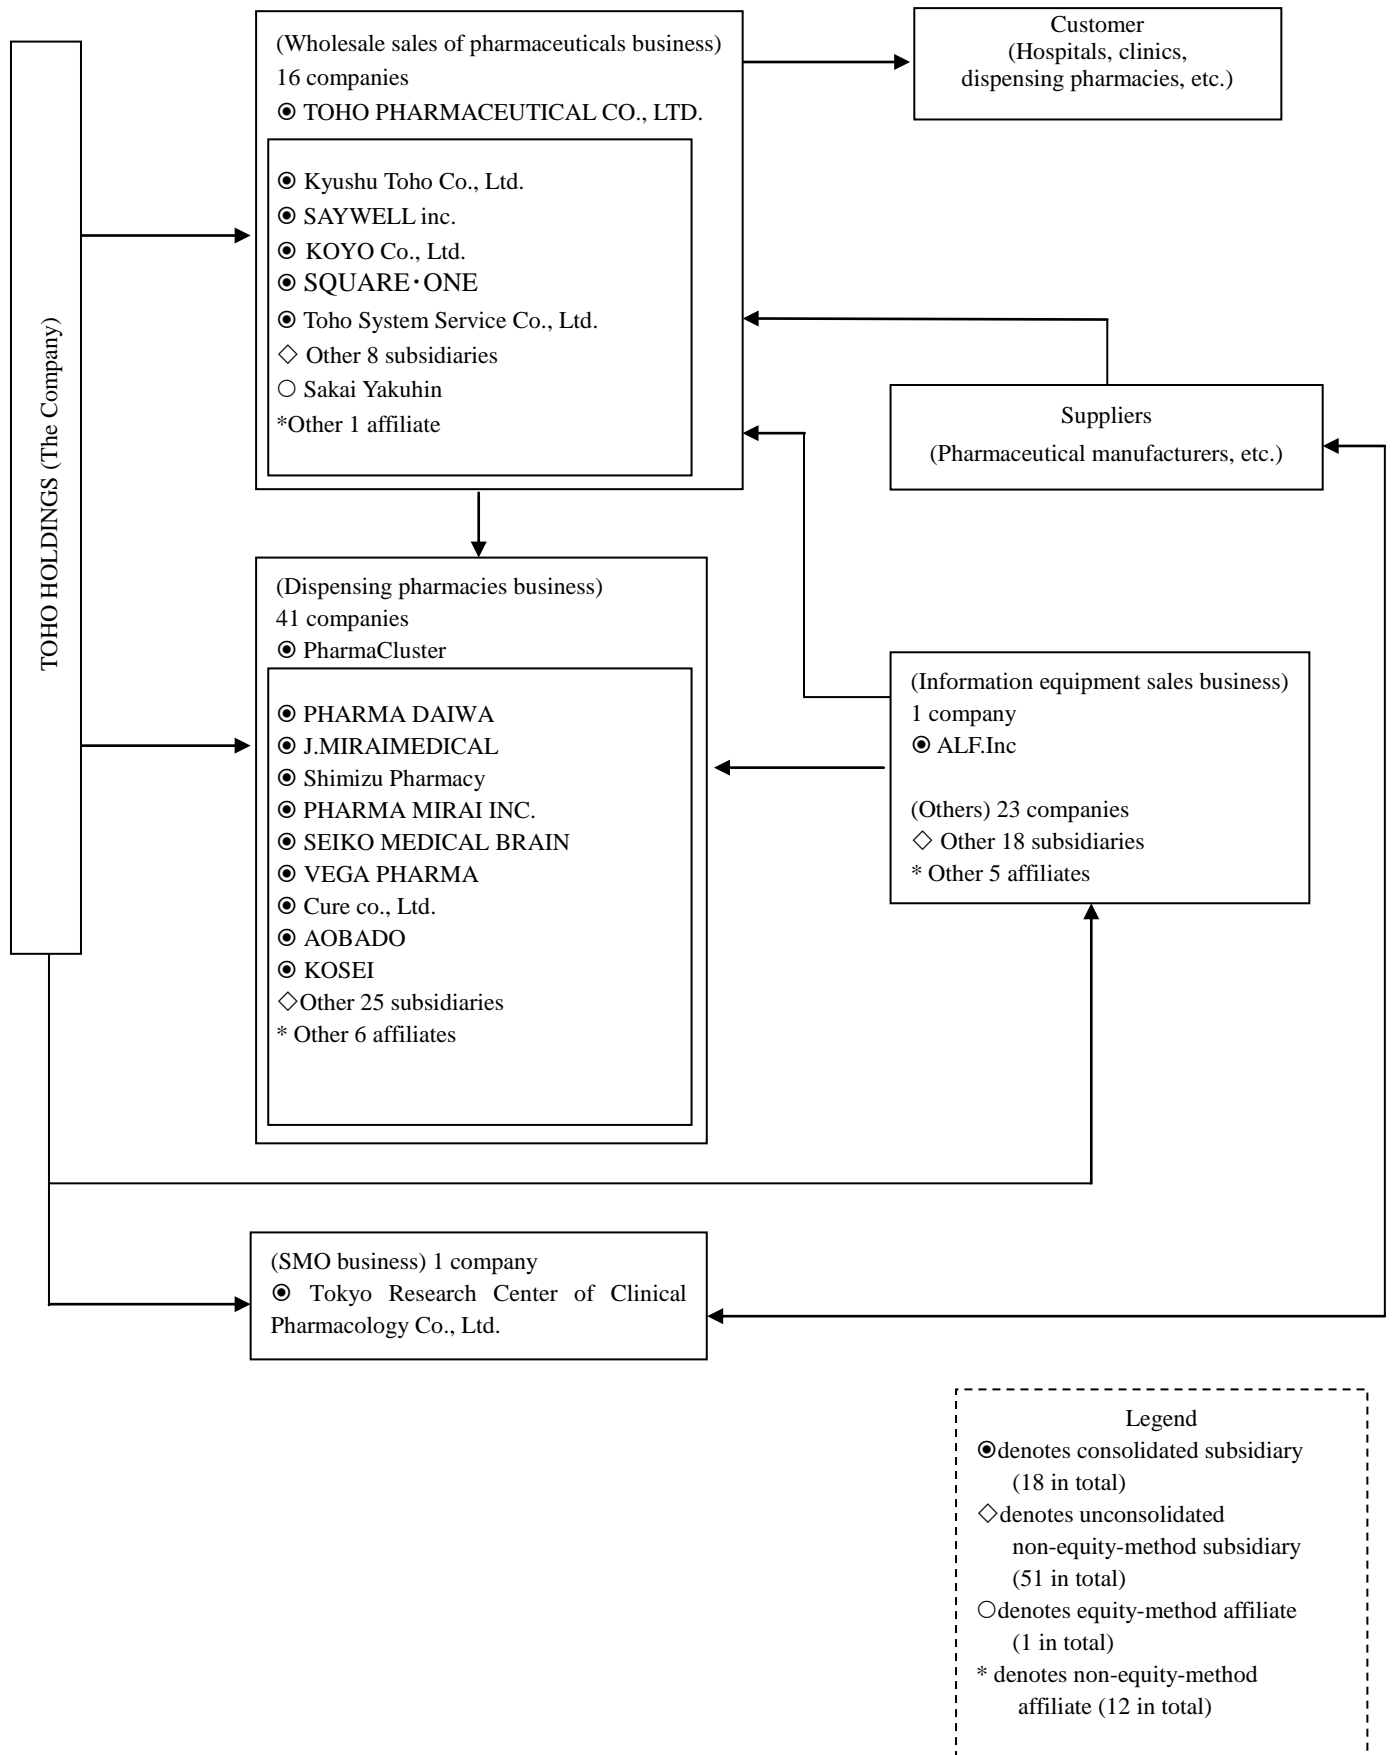 TOHO HOLDINGS (The Company)
(Wholesale sales of pharmaceuticals business)
16 companies
◉ TOHO PHARMACEUTICAL CO., LTD.
◉ Kyushu Toho Co., Ltd.
◉ SAYWELL inc.
◉ KOYO Co., Ltd.
◉ SQUARE・ONE
◉ Toho System Service Co., Ltd.
◇ Other 8 subsidiaries
○ Sakai Yakuhin
*Other 1 affiliate
Customer
(Hospitals, clinics,
dispensing pharmacies, etc.)
Suppliers
(Pharmaceutical manufacturers, etc.)
(Dispensing pharmacies business)
41 companies
◉ PharmaCluster
◉ PHARMA DAIWA
◉ J.MIRAIMEDICAL
◉ Shimizu Pharmacy
◉ PHARMA MIRAI INC.
◉ SEIKO MEDICAL BRAIN
◉ VEGA PHARMA
◉ Cure co., Ltd.
◉ AOBADO
◉ KOSEI
◇Other 25 subsidiaries
* Other 6 affiliates
(Information equipment sales business)
1 company
◉ ALF.Inc
(Others) 23 companies
◇ Other 18 subsidiaries
* Other 5 affiliates
(SMO business) 1 company
◉ Tokyo Research Center of Clinical
Pharmacology Co., Ltd.
Legend
◉denotes consolidated subsidiary
(18 in total)
◇denotes unconsolidated
non-equity-method subsidiary
(51 in total)
○denotes equity-method affiliate
(1 in total)
* denotes non-equity-method
affiliate (12 in total)